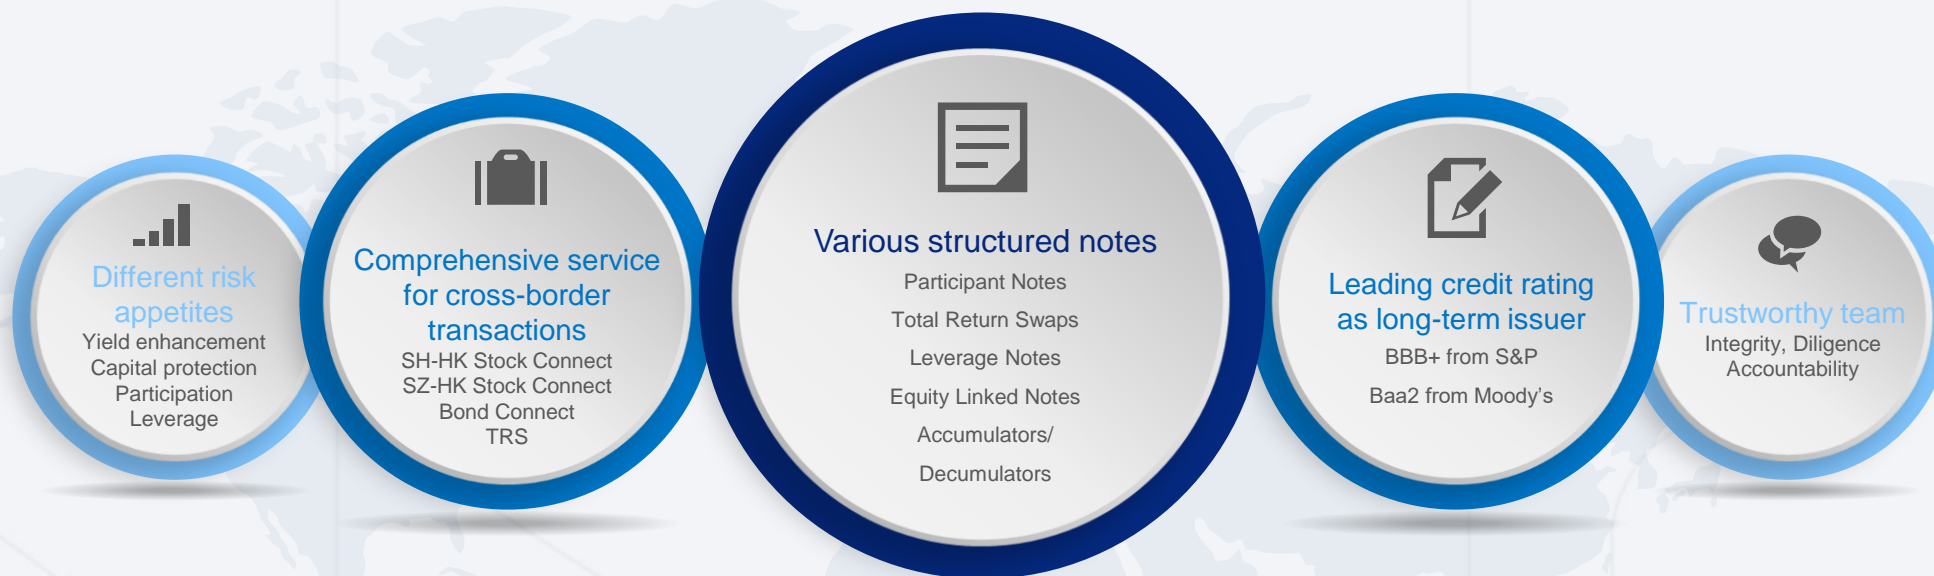 Different risk
appetites
Yield enhancement
Capital protection
Participation
Leverage
Comprehensive service
for cross-border
transactions
SH-HK Stock Connect
SZ-HK Stock Connect
Bond Connect
TRS
Various structured notes
Participant Notes
Total Return Swaps
Leverage Notes
Equity Linked Notes
Accumulators/
Decumulators
Leading credit rating
as long-term issuer
BBB+ from S&P
Baa2 from Moody’s
Trustworthy team
Integrity, Diligence
Accountability